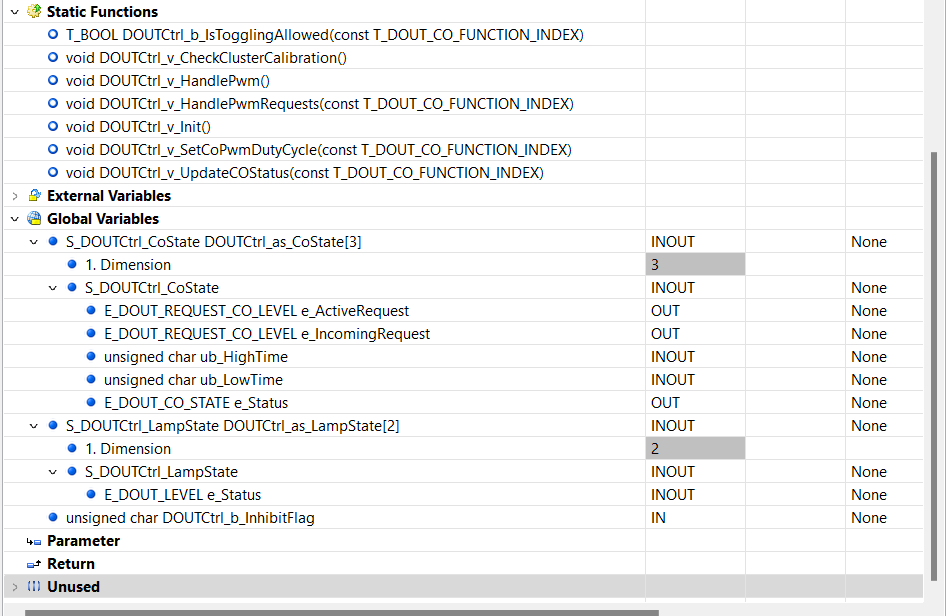 Static Functions
T_BOOL DOUTCtrl_b_IsTogglingAllowed(const T_DOUT_CO_FUNCTION_INDEX)
void DOUTCtrl_v_CheckClusterCalibration()
void DOUTCtrl_v_HandlePwm()
void DOUTCtrl_v_HandlePwmRequests(const T_DOUT_CO_FUNCTION_INDEX)
void DOUTCtrl_v_Init()
void DOUTCtrl_v_SetCoPwmDutyCycle(const T_DOUT_CO_FUNCTION_INDEX)
void DOUTCtrl_v_UpdateCOStatus(const T_DOUT_CO_FUNCTION_INDEX)
External Variables
Global Variables
S_DOUTCtrl_CoState DOUTCtrl_as_CoState[3] INOUT None
1. Dimension 3
S_DOUTCtrl_CoState INOUT None
E_DOUT_REQUEST_CO_LEVEL e_ActiveRequest OUT None
E_DOUT_REQUEST_CO_LEVEL e_IncomingRequest OUT None
unsigned char ub_HighTime INOUT None
unsigned char ub_LowTime INOUT None
E_DOUT_CO_STATE e_Status OUT None
S_DOUTCtrl_LampState DOUTCtrl_as_LampState[2] INOUT None
1. Dimension 2
S_DOUTCtrl_LampState INOUT None
E_DOUT_LEVEL e_Status INOUT None
unsigned char DOUTCtrl_b_InhibitFlag IN None
Parameter
Return
Unused